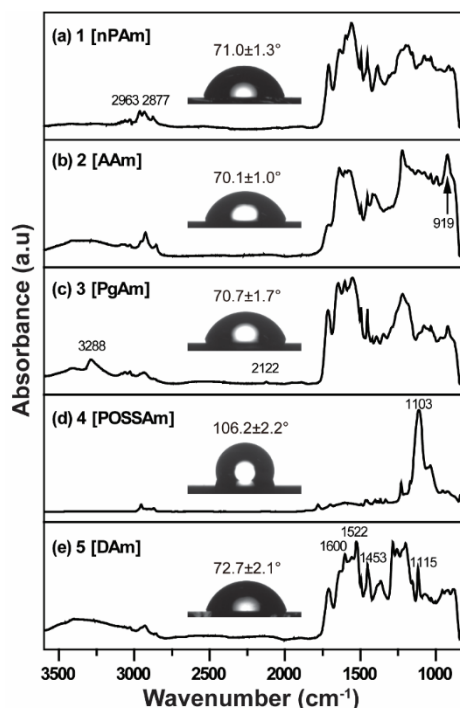 (a) 1 [nPAm]
71.0±1.3°
2963 2877
(b) 2 [AAm]
70.1±1.0°
919
(c) 3 [PgAm]
70.7±1.7°
3288
2122
(d) 4 [POSSAm]
106.2±2.2°
1103
(e) 5 [DAm]
72.7±2.1°
1522
1600
1453
1115
Absorbance (a.u)
3500 3000 2500 2000 1500 1000
Wavenumber (cm-1)